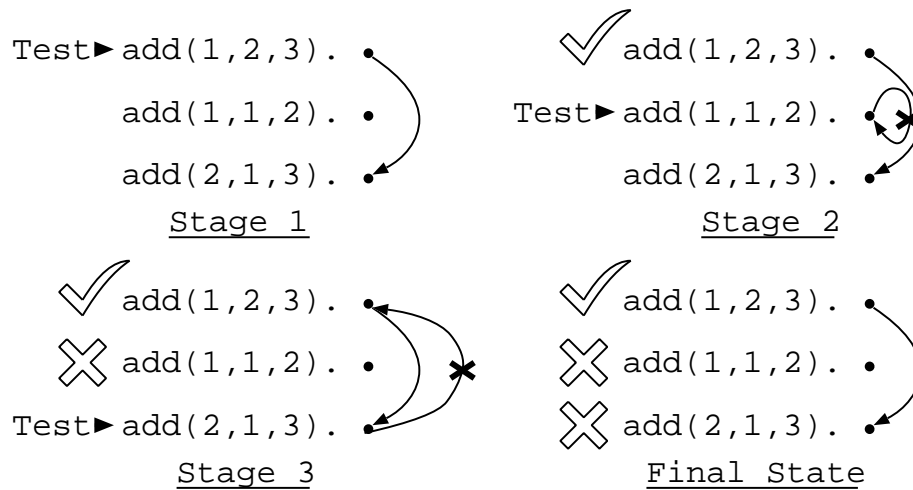 Test►add(1,2,3).
add(1,1,2).
add(2,1,3).
Stage 1
add(1,2,3).
Test►add(1,1,2).
add(2,1,3).
Stage 2
add(1,2,3).
add(1,1,2).
Test►add(2,1,3).
Stage 3
add(1,2,3).
add(1,1,2).
add(2,1,3).
Final State